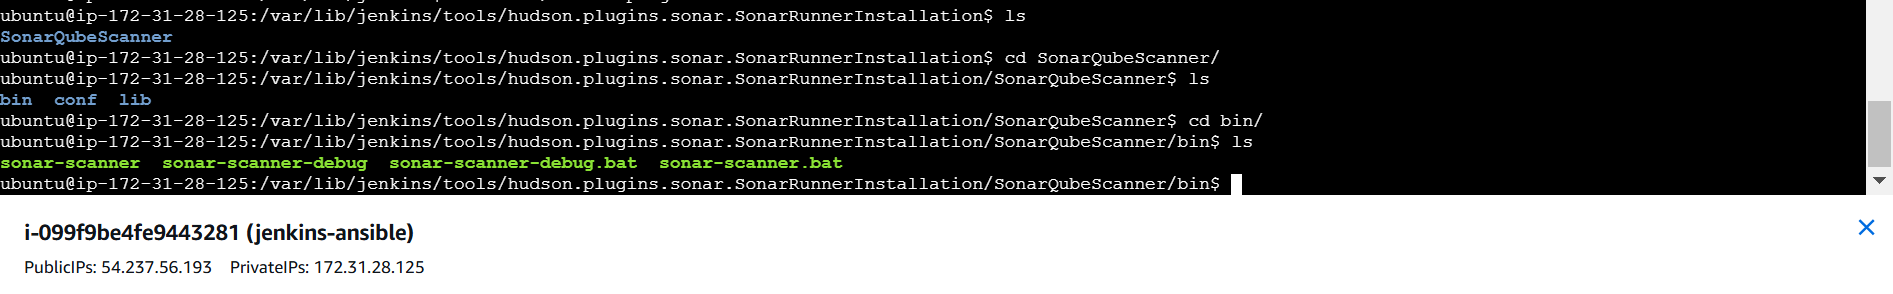 ubuntu@ip-172-31-28-125:/var/lib/jenkins/tools/hudson.plugins.sonar.SonarRunnerInstallation$ ls
SonarQubeScanner
ubuntu@ip-172-31-28-125:/var/lib/jenkins/tools/hudson.plugins.sonar.SonarRunnerInstallation$ cd SonarQubeScanner/
ubuntu@ip-172-31-28-125:/var/lib/jenkins/tools/hudson.plugins.sonar.SonarRunnerInstallation/SonarQubeScanner$ ls
bin  conf  lib
ubuntu@ip-172-31-28-125:/var/lib/jenkins/tools/hudson.plugins.sonar.SonarRunnerInstallation/SonarQubeScanner$ cd bin/
ubuntu@ip-172-31-28-125:/var/lib/jenkins/tools/hudson.plugins.sonar.SonarRunnerInstallation/SonarQubeScanner/bin$ ls
sonar-scanner  sonar-scanner-debug  sonar-scanner-debug.bat  sonar-scanner.bat
ubuntu@ip-172-31-28-125:/var/lib/jenkins/tools/hudson.plugins.sonar.SonarRunnerInstallation/SonarQubeScanner/bin$
i-099f9be4fe9443281 (jenkins-ansible)
PublicIPs: 54.237.56.193    PrivateIPs: 172.31.28.125